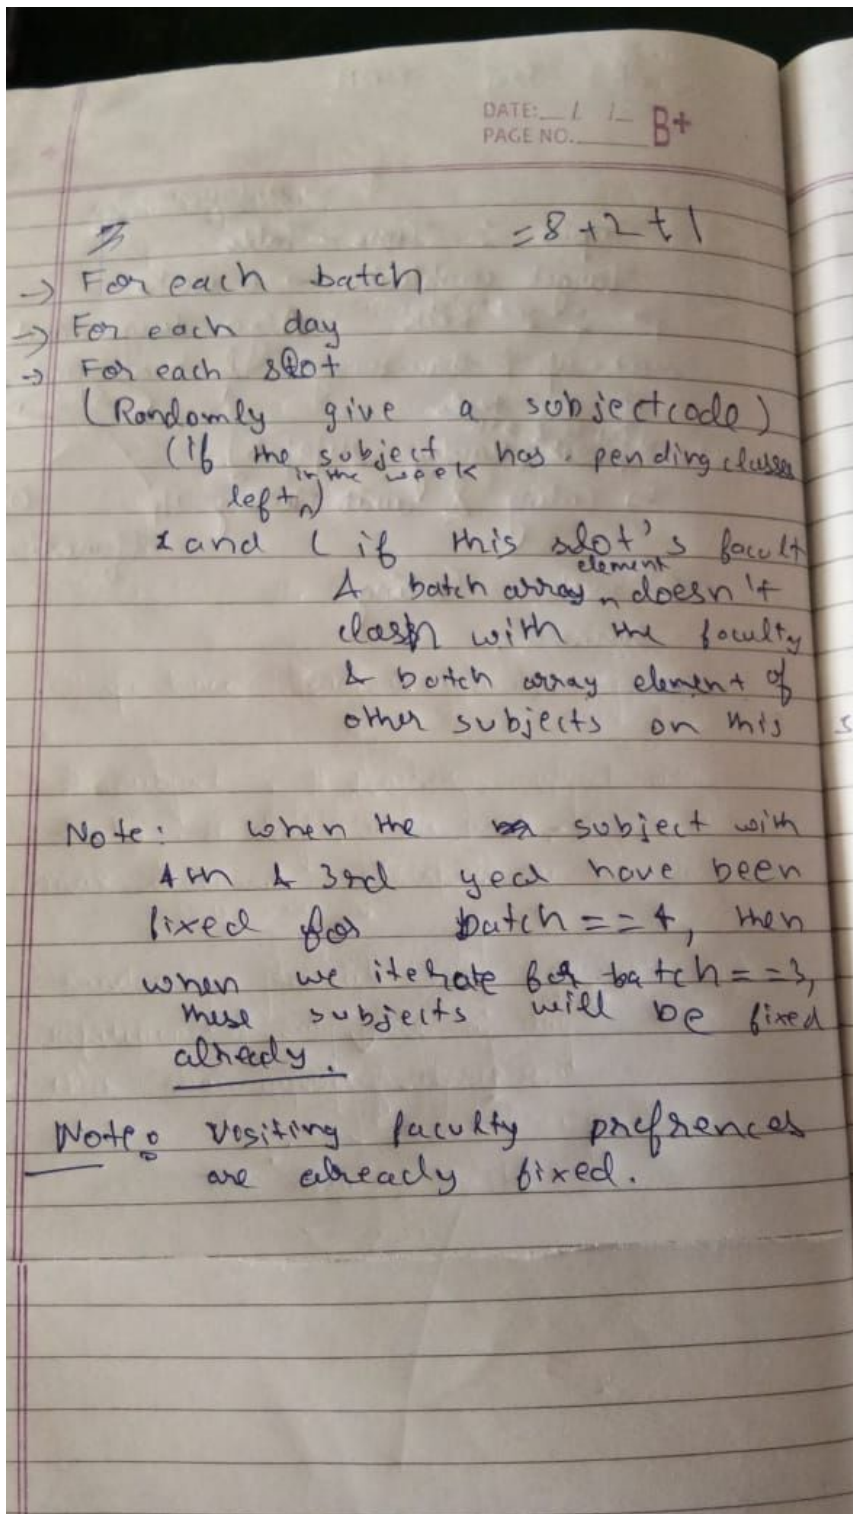 DATE: / /
PAGE NO.
B+
= 8 + 2 + 1
→ For each batch
→ For each day
→ For each slot
(Randomly give a subjectcode)
(if the subject has pending classes
in the week
left)
and ( if this slot's facult
element
& batch array doesn't
clash with the faculty
& batch array element of
other subjects on this s
Note: when the subject with
4th & 3rd year have been
fixed for batch==4, then
when we iterate for batch==3,
these subjects will be fixed
already.
Note: Visiting faculty prefrences
are already fixed.